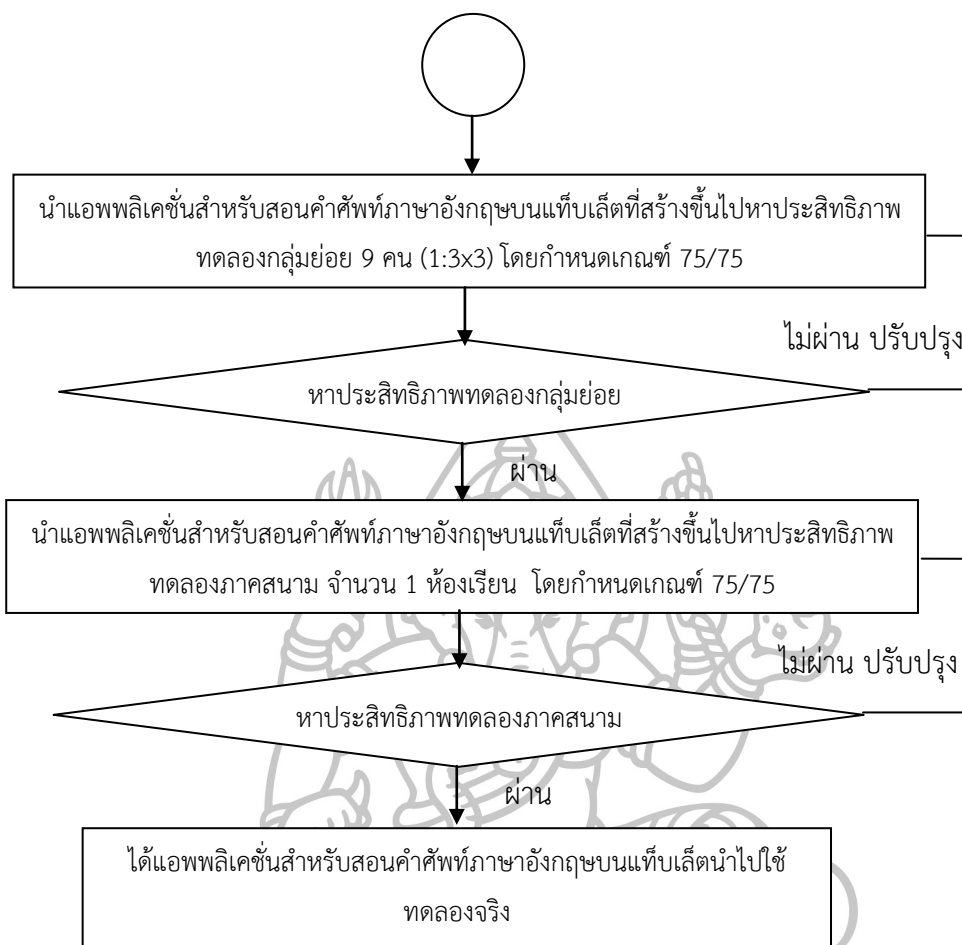 นำแอพพลิเคชั่นสำหรับสอนคำศัพท์ภาษาอังกฤษบนแท็บเล็ตที่สร้างขึ้นไปหาประสิทธิภาพ
ทดลองกลุ่มย่อย 9 คน (1:3x3) โดยกำหนดเกณฑ์ 75/75
ไม่ผ่าน ปรับปรุง
หาประสิทธิภาพทดลองกลุ่มย่อย
ผ่าน
นำแอพพลิเคชั่นสำหรับสอนคำศัพท์ภาษาอังกฤษบนแท็บเล็ตที่สร้างขึ้นไปหาประสิทธิภาพ
ทดลองภาคสนาม จำนวน 1 ห้องเรียน โดยกำหนดเกณฑ์ 75/75
ไม่ผ่าน ปรับปรุง
หาประสิทธิภาพทดลองภาคสนาม
ผ่าน
ได้แอพพลิเคชั่นสำหรับสอนคำศัพท์ภาษาอังกฤษบนแท็บเล็ตนำไปใช้
ทดลองจริง